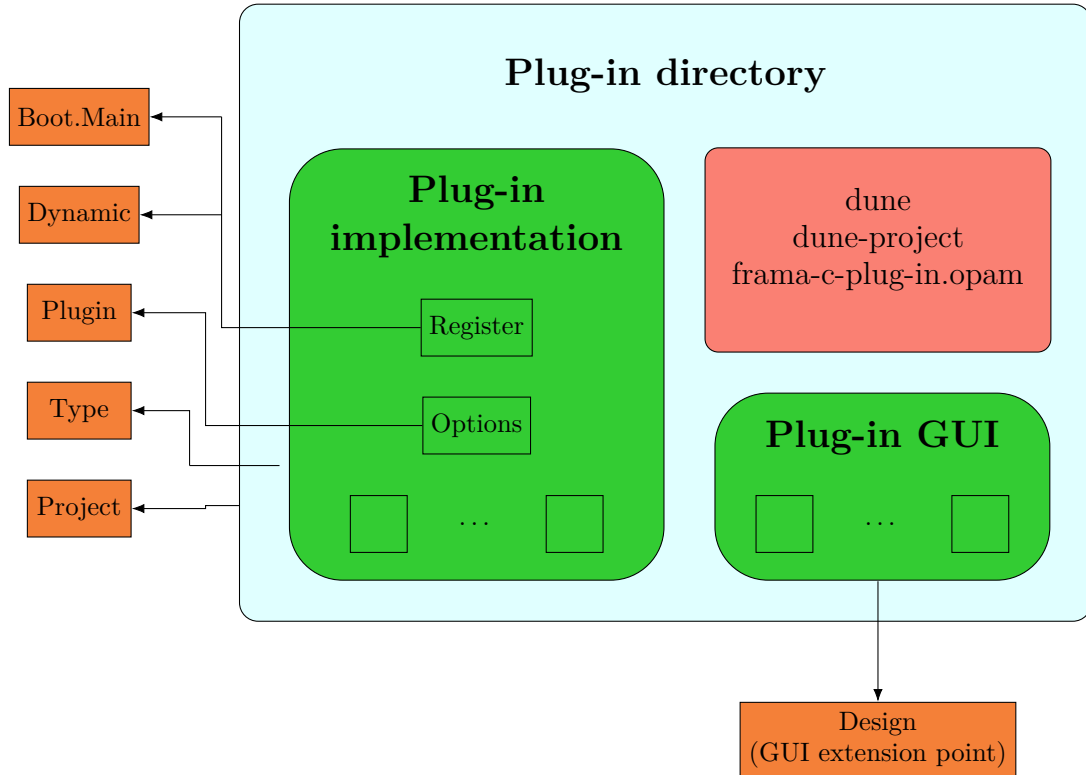 Plug-in directory
Boot.Main
Dynamic
Plugin
Type
Project
Plug-in
implementation
Register
Options
...
dune
dune-project
frama-c-plug-in.opam
Plug-in GUI
...
Design
(GUI extension point)